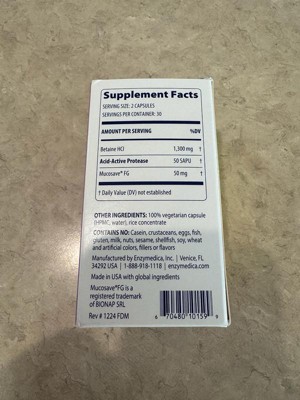 Supplement Facts
SERVING SIZE: 2 CAPSULES
SERVINGS PER CONTAINER: 30
AMOUNT PER SERVING %DV
Betaine HCl 1,300 mg †
Acid-Active Protease 50 SAPU †
Mucosave® FG 50 mg †
† Daily Value (DV) not established
OTHER INGREDIENTS: 100% vegetarian capsule
(HPMC, water), rice concentrate
CONTAINS NO: Casein, crustaceans, eggs, fish,
gluten, milk, nuts, sesame, shellfish, soy, wheat
and artificial colors, fillers or flavors
Manufactured by Enzymedica, Inc. | Venice, FL
34292 USA | 1-888-918-1118 | enzymedica.com
Made in USA with global ingredients
Mucosave®FG is a
registered trademark
of BIONAP SRL
Rev # 1224 FDM
6 70480 10159 9